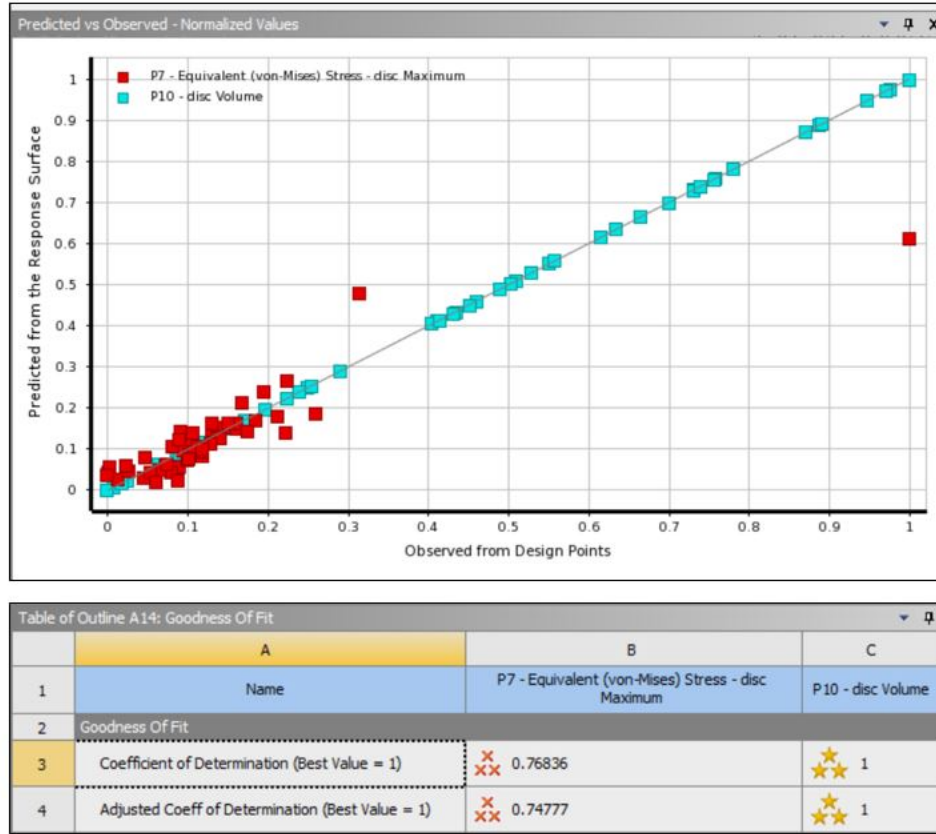 Predicted vs Observed - Normalized Values
P7 - Equivalent (von-Mises) Stress - disc Maximum
P10 - disc Volume
Predicted from the Response Surface
1
0.9
0.8
0.7
0.6
0.5
0.4
0.3
0.2
0.1
0
0 0.1 0.2 0.3 0.4 0.5 0.6 0.7 0.8 0.9 1
Observed from Design Points
Table of Outline A14: Goodness Of Fit
A B C
1 Name P7 - Equivalent (von-Mises) Stress - disc Maximum P10 - disc Volume
2 Goodness Of Fit
3 Coefficient of Determination (Best Value = 1) 0.76836 1
4 Adjusted Coeff of Determination (Best Value = 1) 0.74777 1